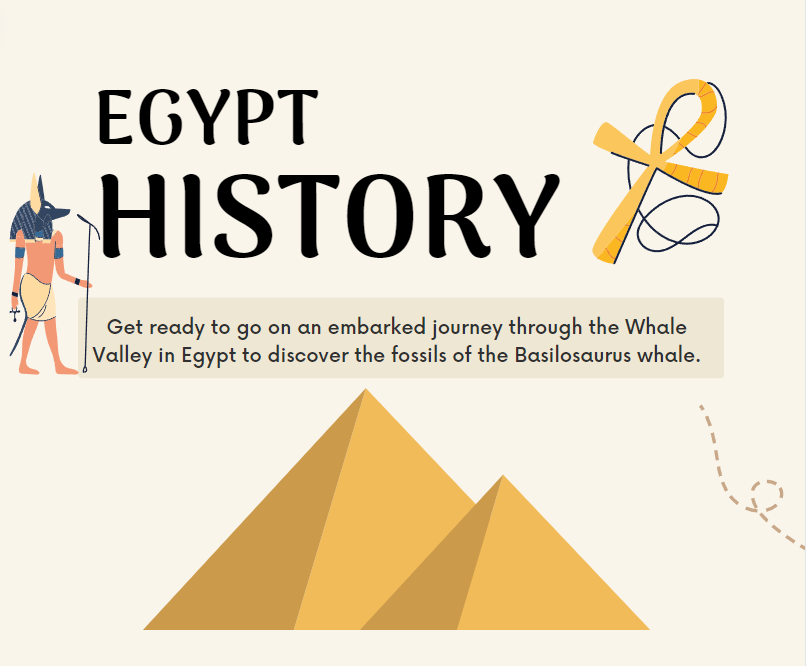 EGYPT
HISTORY
Get ready to go on an embarked journey through the Whale
Valley in Egypt to discover the fossils of the Basilosaurus whale.